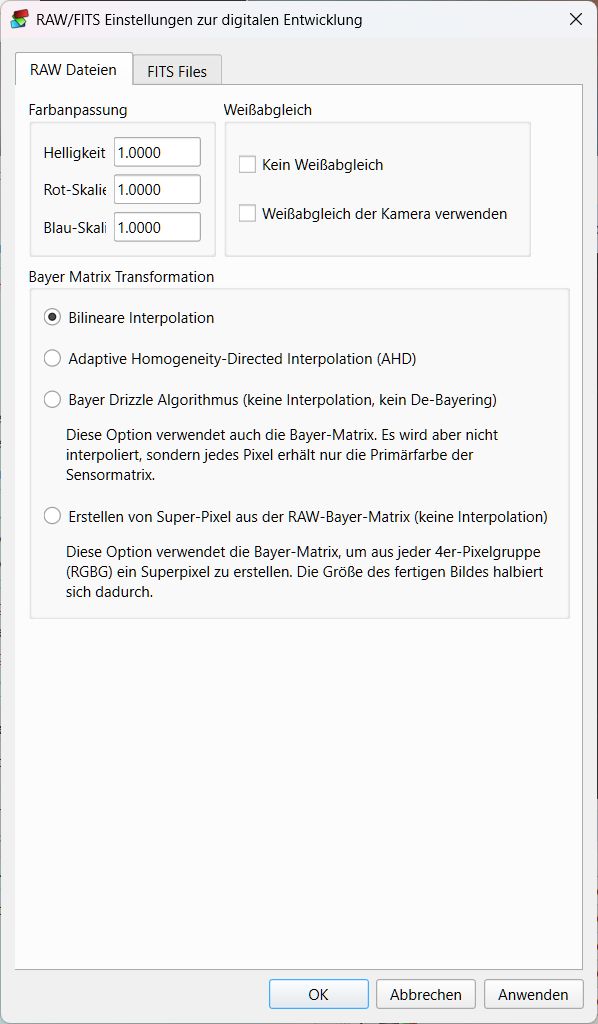 RAW/FITS Einstellungen zur digitalen Entwicklung
RAW Dateien
FITS Files
Farbanpassung
Weißabgleich
Helligkeit
1.0000
Kein Weißabgleich
Rot-Skalie
1.0000
Weißabgleich der Kamera verwenden
Blau-Skali
1.0000
Bayer Matrix Transformation
Bilineare Interpolation
Adaptive Homogeneity-Directed Interpolation (AHD)
Bayer Drizzle Algorithmus (keine Interpolation, kein De-Bayering)
Diese Option verwendet auch die Bayer-Matrix. Es wird aber nicht
interpoliert, sondern jedes Pixel erhält nur die Primärfarbe der
Sensormatrix.
Erstellen von Super-Pixel aus der RAW-Bayer-Matrix (keine Interpolation)
Diese Option verwendet die Bayer-Matrix, um aus jeder 4er-Pixelgruppe
(RGBG) ein Superpixel zu erstellen. Die Größe des fertigen Bildes halbiert
sich dadurch.
OK
Abbrechen
Anwenden